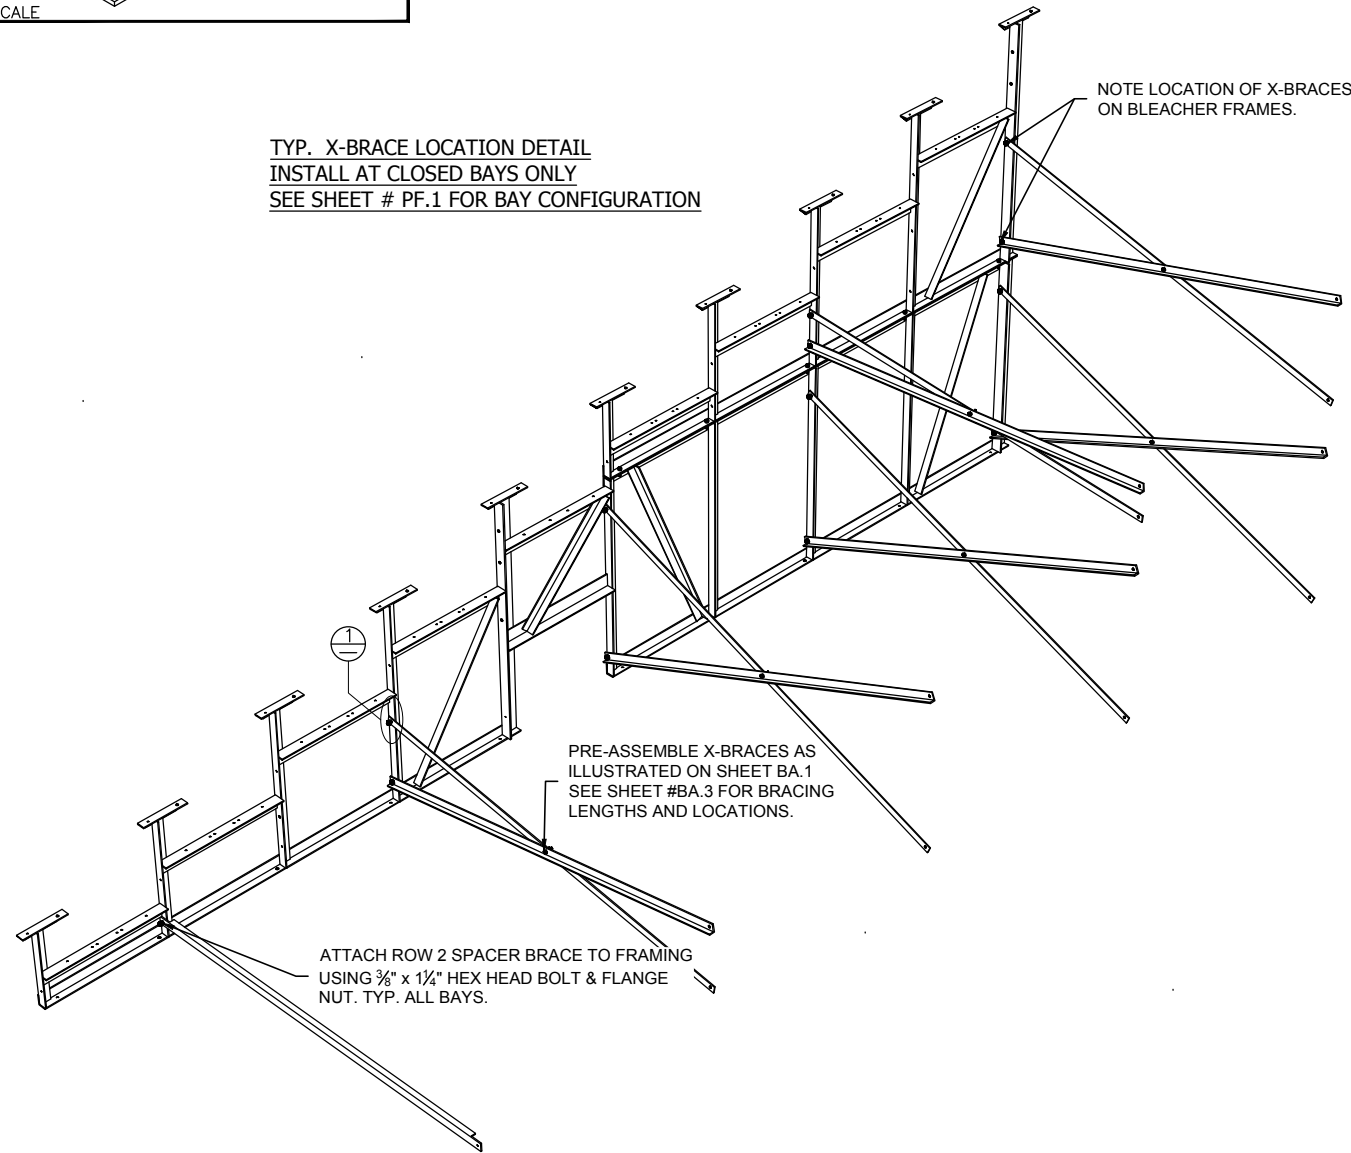 CALE
NOTE LOCATION OF X-BRACES
ON BLEACHER FRAMES.
TYP. X-BRACE LOCATION DETAIL
INSTALL AT CLOSED BAYS ONLY
SEE SHEET # PF.1 FOR BAY CONFIGURATION
1
PRE-ASSEMBLE X-BRACES AS
ILLUSTRATED ON SHEET BA.1
SEE SHEET #BA.3 FOR BRACING
LENGTHS AND LOCATIONS.
ATTACH ROW 2 SPACER BRACE TO FRAMING
USING ⅜" x 1¼" HEX HEAD BOLT & FLANGE
NUT. TYP. ALL BAYS.